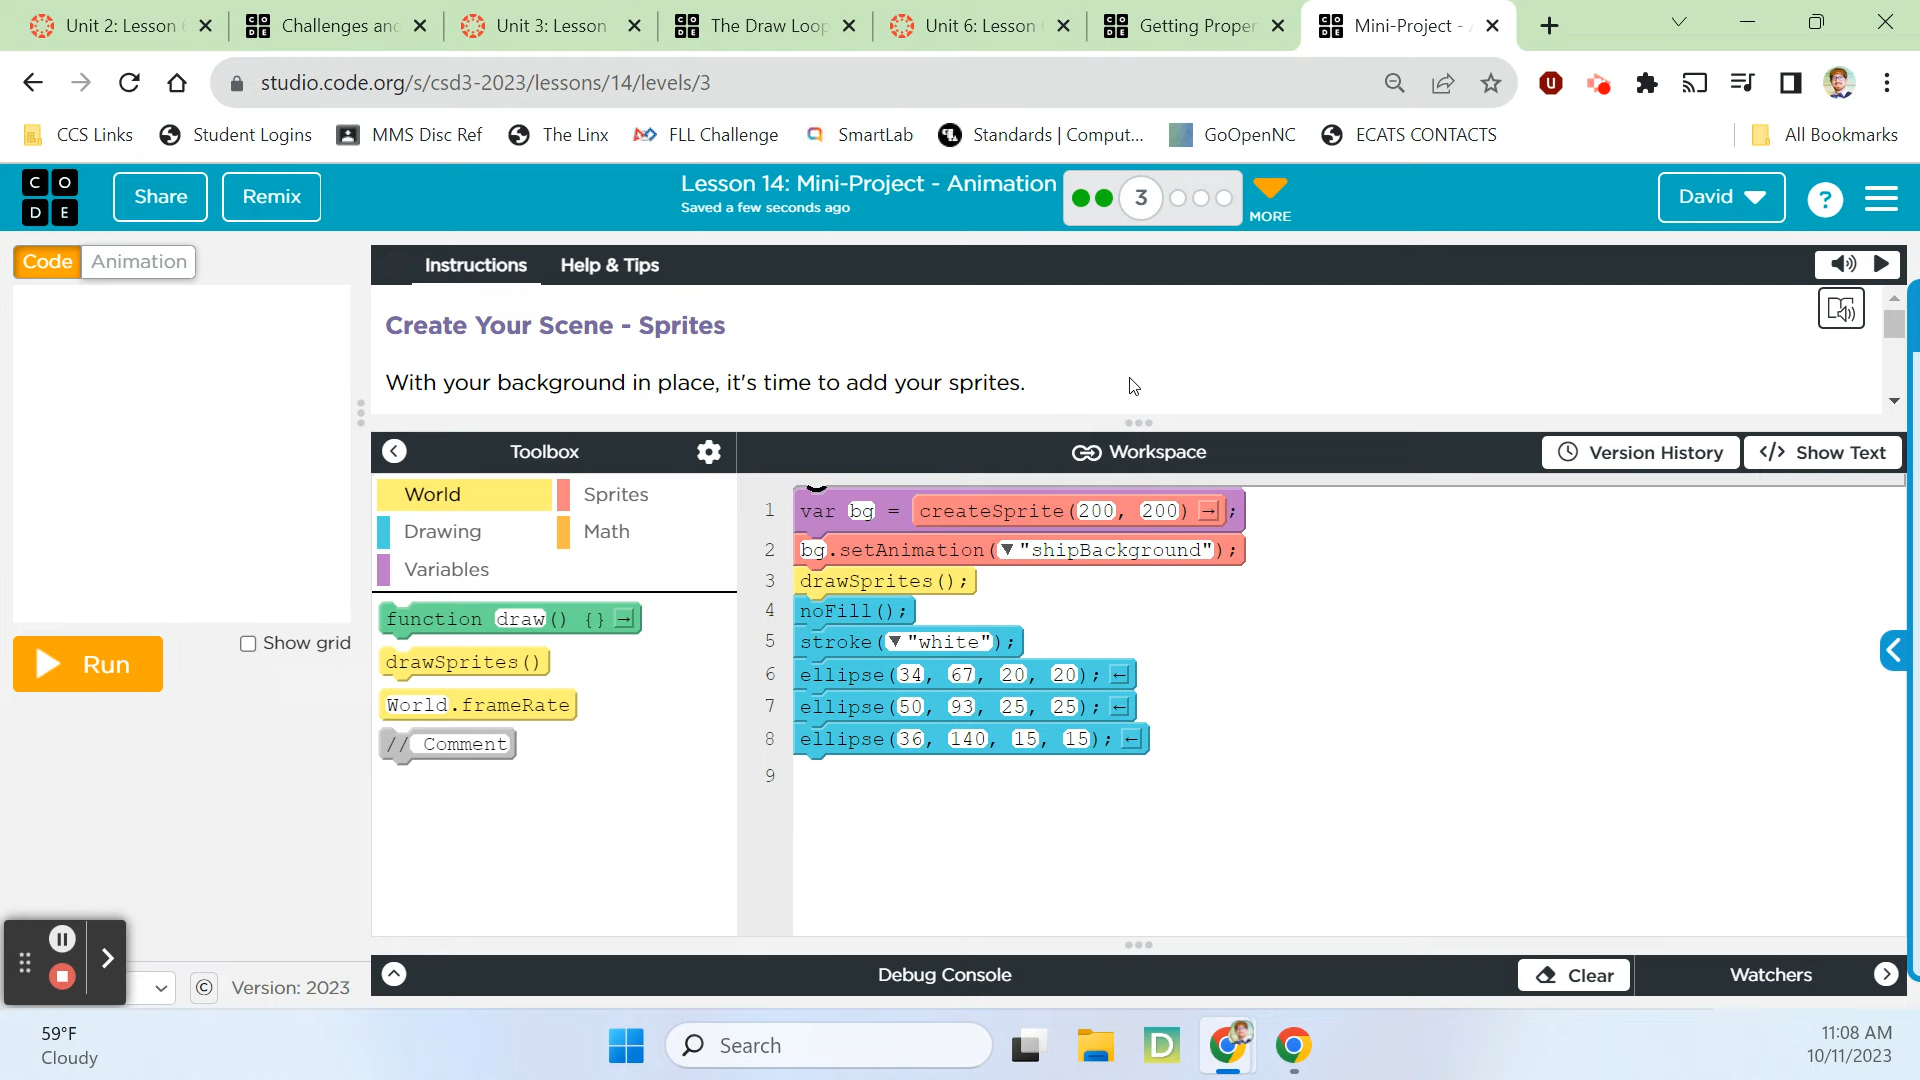 Unit 2: Lesson 6
Challenges and
Unit 3: Lesson
The Draw Loop
Unit 6: Lesson
Getting Proper
Mini-Project -
studio.code.org/s/csd3-2023/lessons/14/levels/3
CCS Links
Student Logins
MMS Disc Ref
The Linx
FLL Challenge
SmartLab
Standards | Comput...
GoOpenNC
ECATS CONTACTS
All Bookmarks
C O
D E
Share
Remix
Lesson 14: Mini-Project - Animation
Saved a few seconds ago
3
MORE
David
?
Code
Animation
Instructions
Help & Tips
Create Your Scene - Sprites
With your background in place, it's time to add your sprites.
Toolbox
Workspace
Version History
</> Show Text
World
Sprites
Drawing
Math
Variables
function draw() {}
drawSprites()
World.frameRate
// Comment
1 var bg = createSprite(200, 200);
2 bg.setAnimation("shipBackground");
3 drawSprites();
4 noFill();
5 stroke("white");
6 ellipse(34, 67, 20, 20);
7 ellipse(50, 93, 25, 25);
8 ellipse(36, 140, 15, 15);
9
Run
Show grid
Version: 2023
Debug Console
Clear
Watchers
59°F
Cloudy
Search
D
11:08 AM
10/11/2023